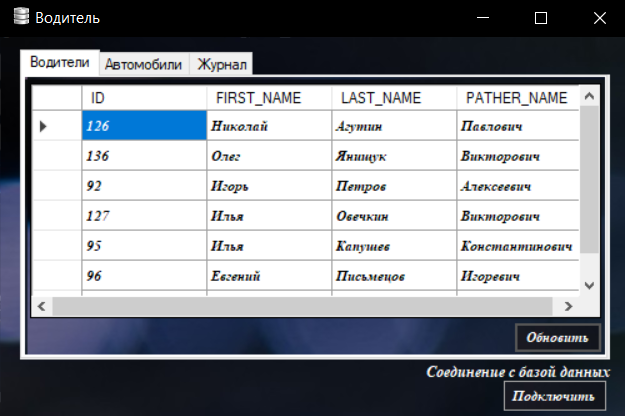 Водитель
Водители Автомобили Журнал
ID FIRST_NAME LAST_NAME PATHER_NAME
126 Николай Агутин Павлович
136 Олег Янищук Викторович
92 Игорь Петров Алексеевич
127 Илья Овечкин Викторович
95 Илья Капушев Константинович
96 Евгений Письмецов Игоревич
Обновить
Соединение с базой данных
Подключить